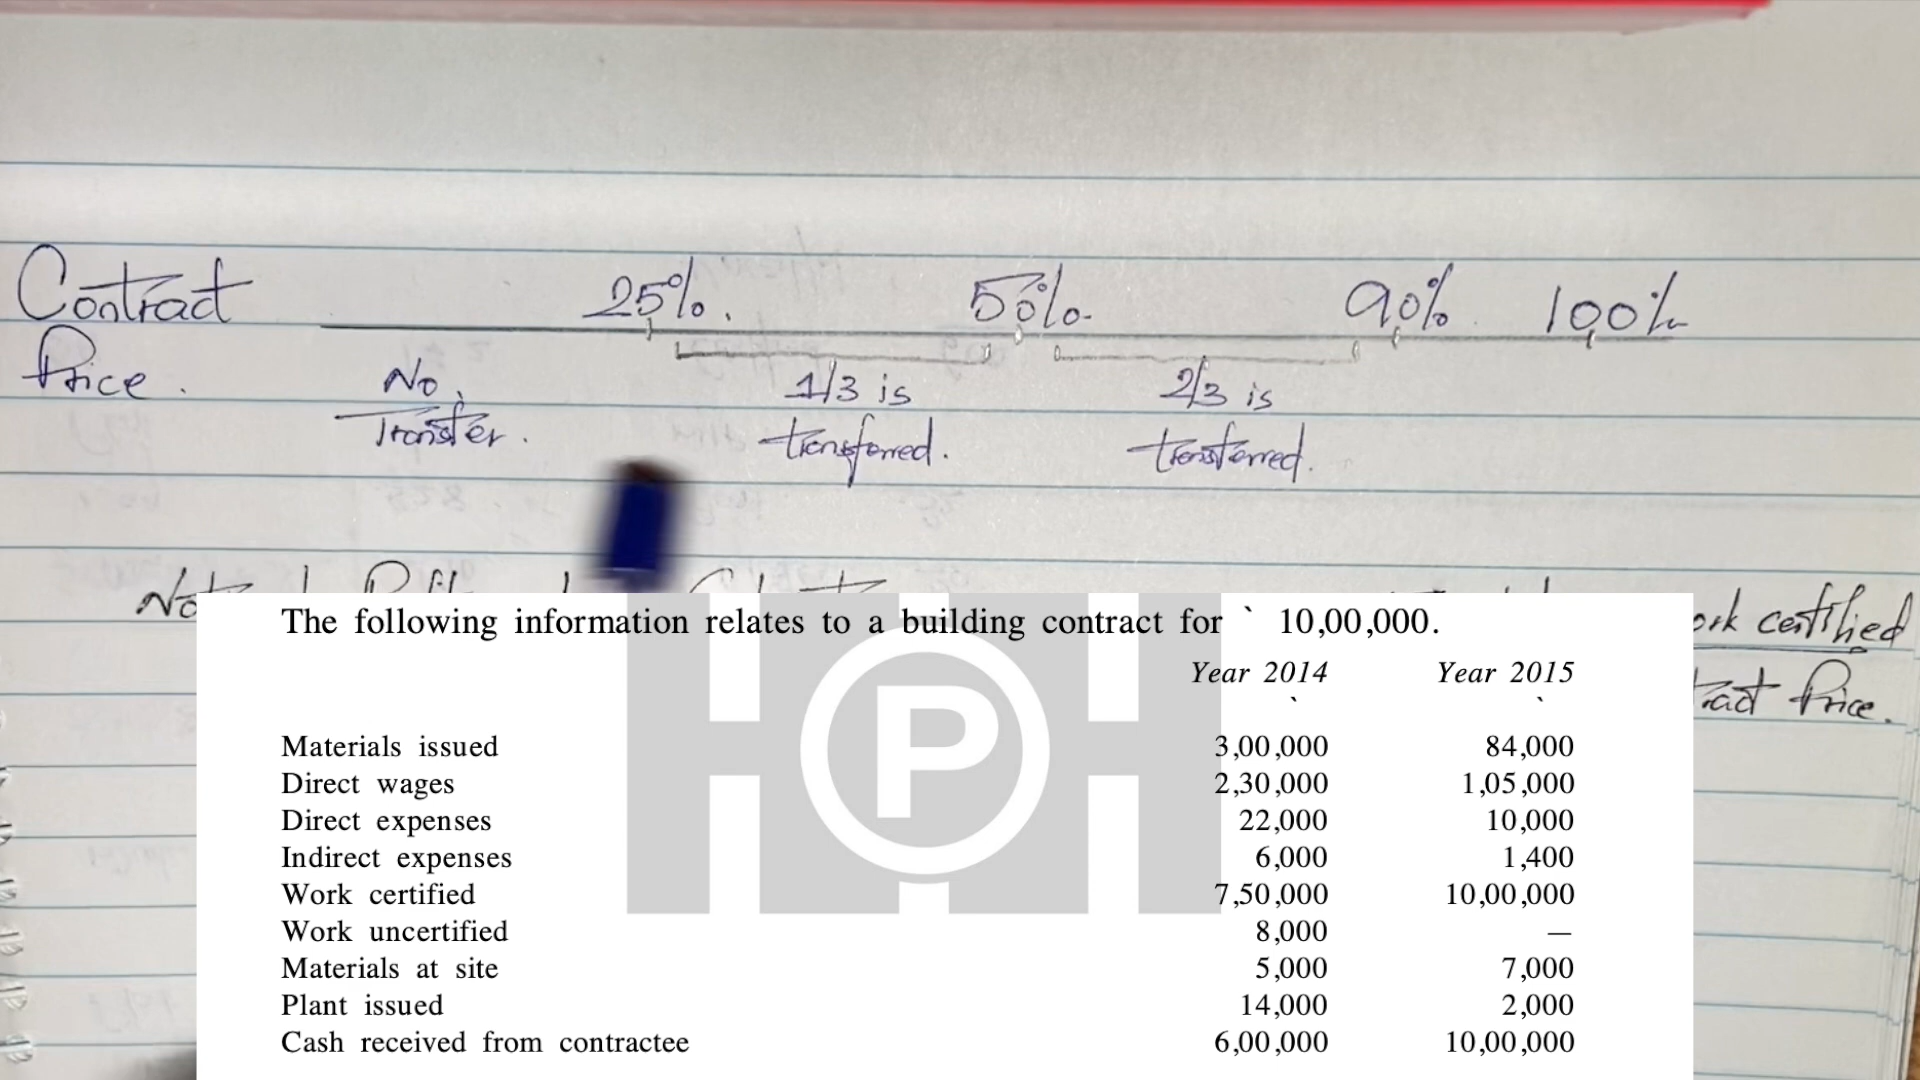 Contract 25%. 50%. 90% 100%
Price. No Transfer. 1/3 is transferred. 2/3 is transferred.
ork certified
The following information relates to a building contract for ` 10,00,000.
ract Price.
Year 2014 Year 2015
` `
Materials issued 3,00,000 84,000
Direct wages 2,30,000 1,05,000
Direct expenses 22,000 10,000
Indirect expenses 6,000 1,400
Work certified 7,50,000 10,00,000
Work uncertified 8,000 —
Materials at site 5,000 7,000
Plant issued 14,000 2,000
Cash received from contractee 6,00,000 10,00,000
HPH